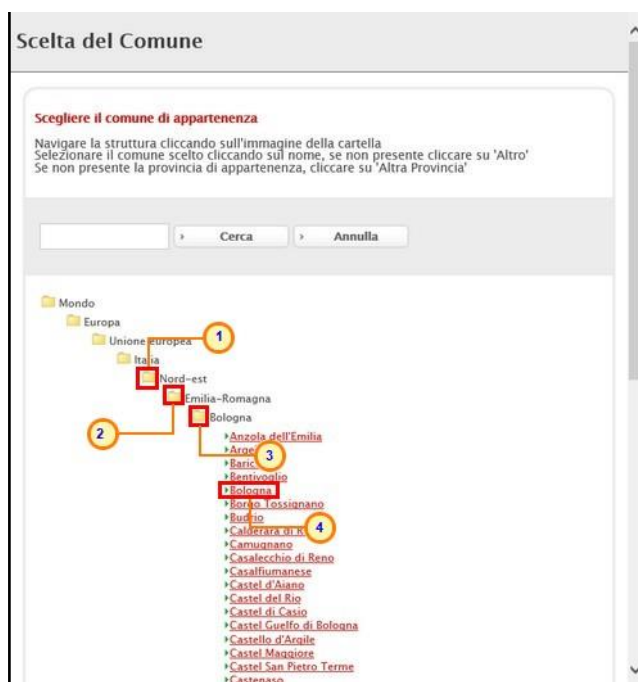 Scelta del Comune
Scegliere il comune di appartenenza
Navigare la struttura cliccando sull'immagine della cartella
Selezionare il comune scelto cliccando sul nome, se non presente cliccare su 'Altro'
Se non presente la provincia di appartenenza, cliccare su 'Altra Provincia'
Cerca
Annulla
Mondo
Europa
Unione europea
1
Italia
Nord-est
Emilia-Romagna
Bologna
2
Anzola dell'Emilia
3
Bentivoglio
Bologna
Borgo Tossignano
Budrio
Calderara di
4
Camugnano
Casalecchio di Reno
Casalfiumanese
Castel d'Aiano
Castel del Rio
Castel di Casio
Castel Guelfo di Bologna
Castello d'Argile
Castel Maggiore
Castel San Pietro Terme
Castenaso